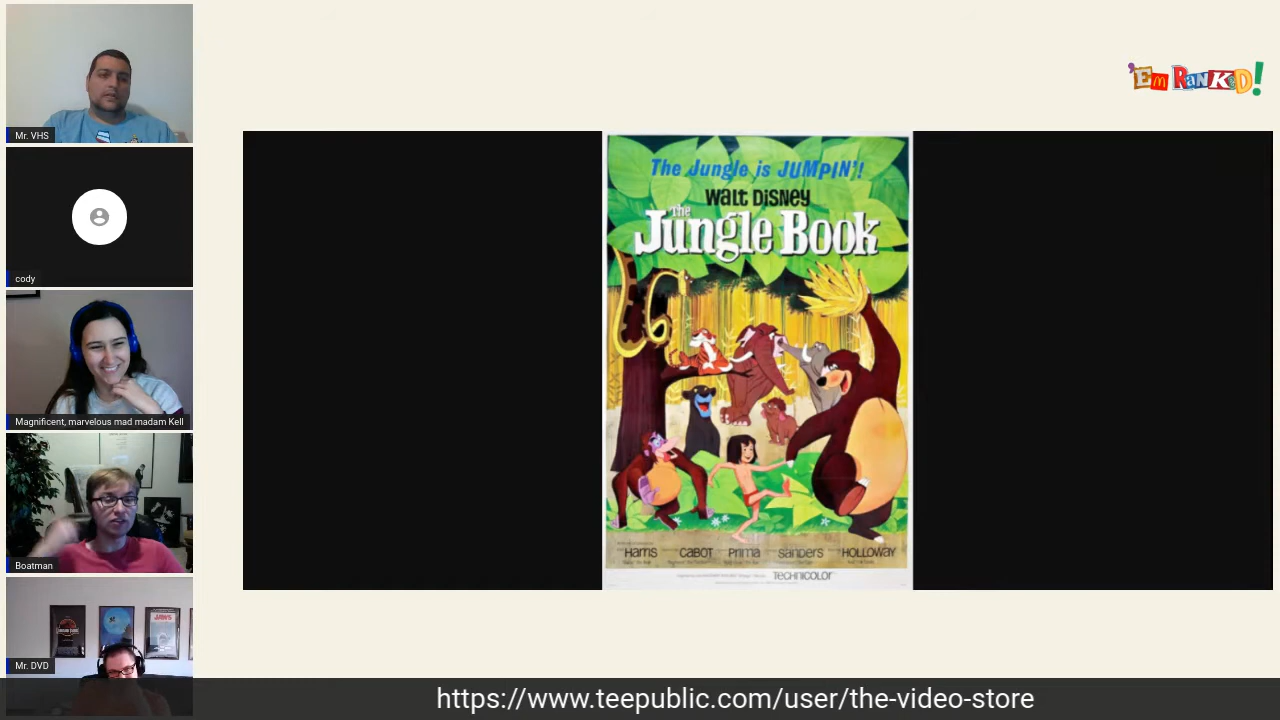 Mr. VHS
cody
Magnificent, marvelous mad madam Kell
Boatman
JAWS
Mr. DVD
'Em RanKeD!
The Jungle is JUMPIN'!
WALT DISNEY
The
Jungle Book
HARRIS CABOT PRIMA SANDERS HOLLOWAY
TECHNICOLOR
https://www.teepublic.com/user/the-video-store